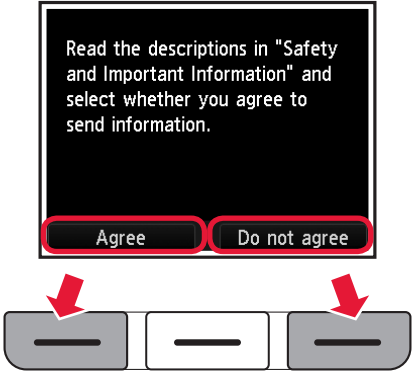 Read the descriptions in "Safety
and Important Information" and
select whether you agree to
send information.
Agree
Do not agree